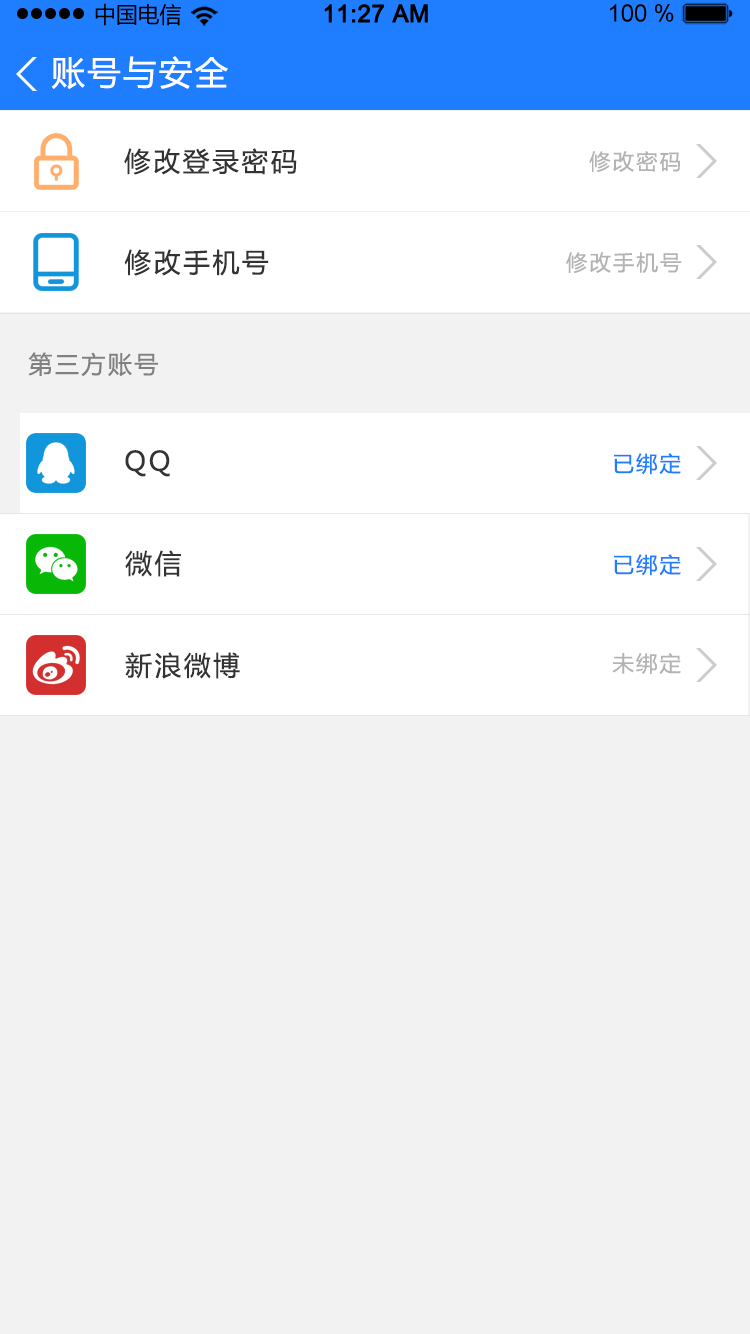 中国电信 11:27 AM 100 %
账号与安全
修改登录密码 修改密码
修改手机号 修改手机号
第三方账号
QQ 已绑定
微信 已绑定
新浪微博 未绑定